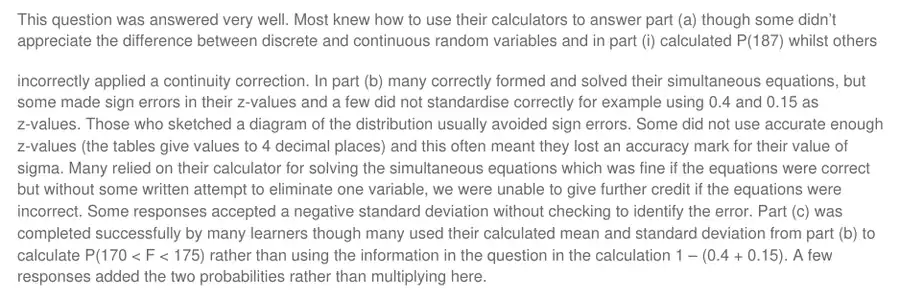 This question was answered very well. Most knew how to use their calculators to answer part (a) though some didn't
appreciate the difference between discrete and continuous random variables and in part (i) calculated P(187) whilst others
incorrectly applied a continuity correction. In part (b) many correctly formed and solved their simultaneous equations, but
some made sign errors in their z-values and a few did not standardise correctly for example using 0.4 and 0.15 as
z-values. Those who sketched a diagram of the distribution usually avoided sign errors. Some did not use accurate enough
z-values (the tables give values to 4 decimal places) and this often meant they lost an accuracy mark for their value of
sigma. Many relied on their calculator for solving the simultaneous equations which was fine if the equations were correct
but without some written attempt to eliminate one variable, we were unable to give further credit if the equations were
incorrect. Some responses accepted a negative standard deviation without checking to identify the error. Part (c) was
completed successfully by many learners though many used their calculated mean and standard deviation from part (b) to
calculate P(170 < F < 175) rather than using the information in the question in the calculation 1 – (0.4 + 0.15). A few
responses added the two probabilities rather than multiplying here.